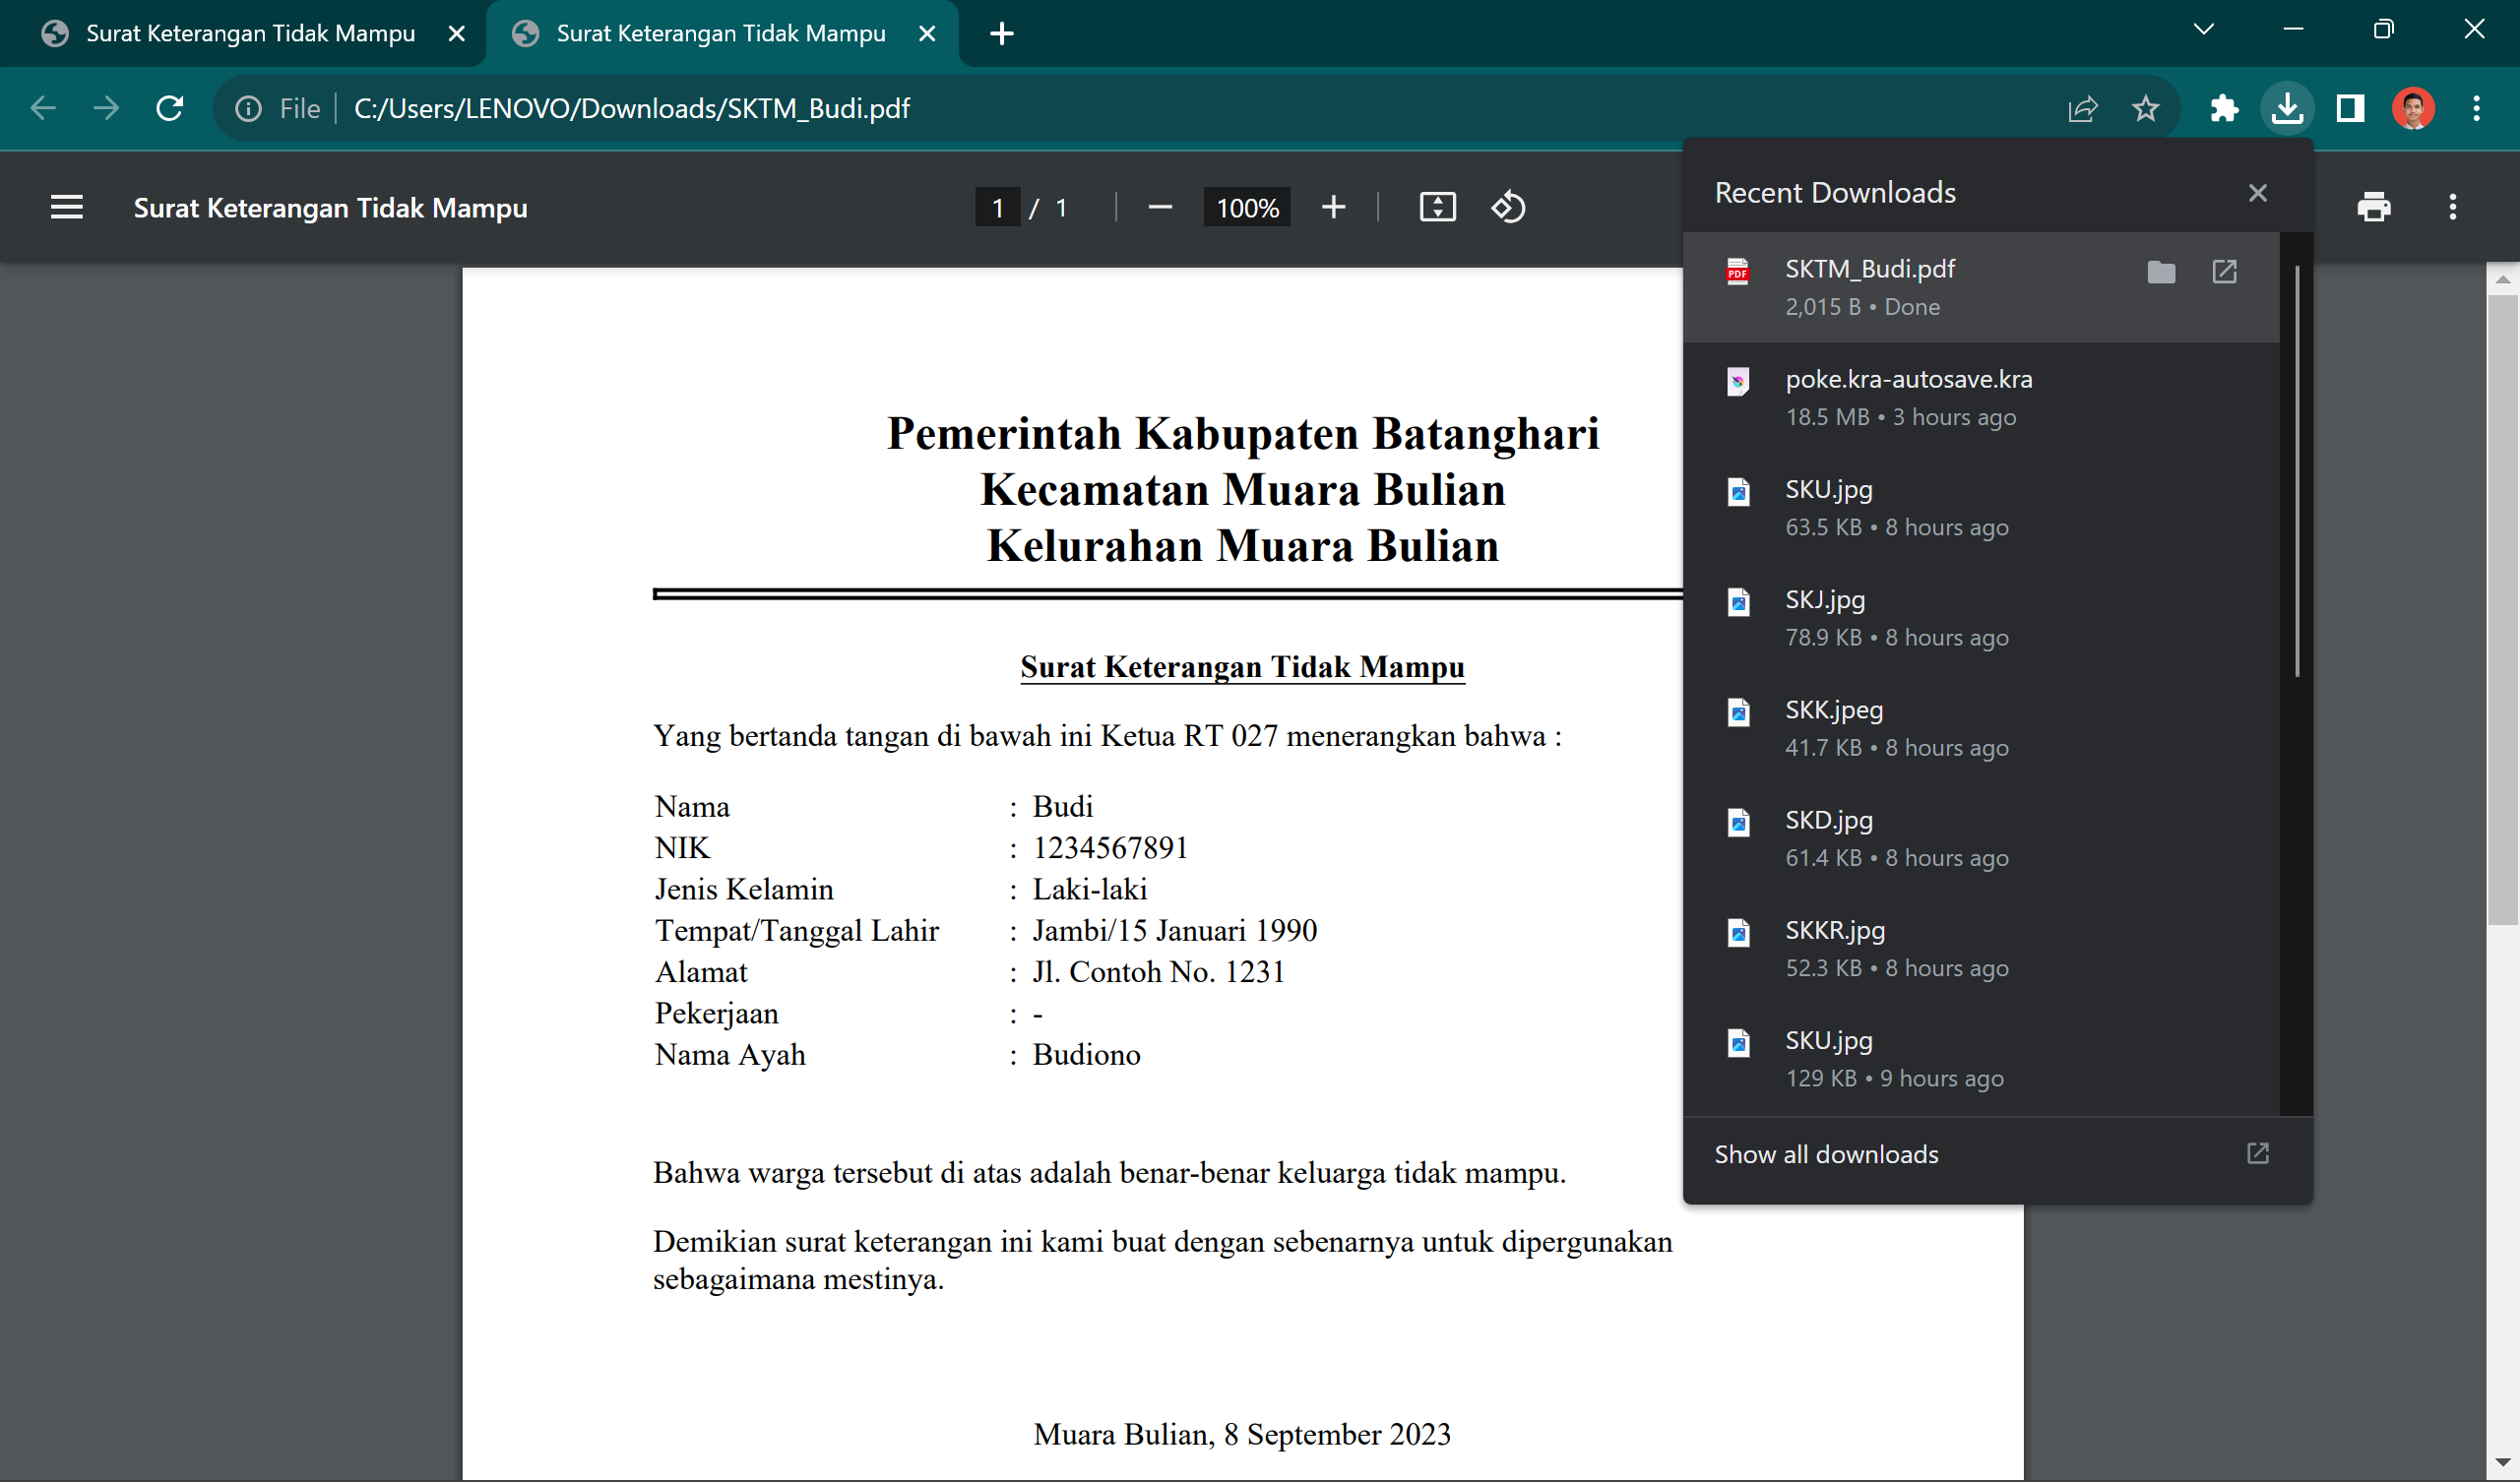 Surat Keterangan Tidak Mampu
Surat Keterangan Tidak Mampu
File
C:/Users/LENOVO/Downloads/SKTM_Budi.pdf
Surat Keterangan Tidak Mampu
1 / 1
100%
Recent Downloads
PDF
SKTM_Budi.pdf
2,015 B • Done
poke.kra-autosave.kra
18.5 MB • 3 hours ago
SKU.jpg
63.5 KB • 8 hours ago
SKJ.jpg
78.9 KB • 8 hours ago
SKK.jpeg
41.7 KB • 8 hours ago
SKD.jpg
61.4 KB • 8 hours ago
SKKR.jpg
52.3 KB • 8 hours ago
SKU.jpg
129 KB • 9 hours ago
Show all downloads
Pemerintah Kabupaten Batanghari
Kecamatan Muara Bulian
Kelurahan Muara Bulian
Surat Keterangan Tidak Mampu
Yang bertanda tangan di bawah ini Ketua RT 027 menerangkan bahwa :
Nama : Budi
NIK : 1234567891
Jenis Kelamin : Laki-laki
Tempat/Tanggal Lahir : Jambi/15 Januari 1990
Alamat : Jl. Contoh No. 1231
Pekerjaan : -
Nama Ayah : Budiono
Bahwa warga tersebut di atas adalah benar-benar keluarga tidak mampu.
Demikian surat keterangan ini kami buat dengan sebenarnya untuk dipergunakan
sebagaimana mestinya.
Muara Bulian, 8 September 2023